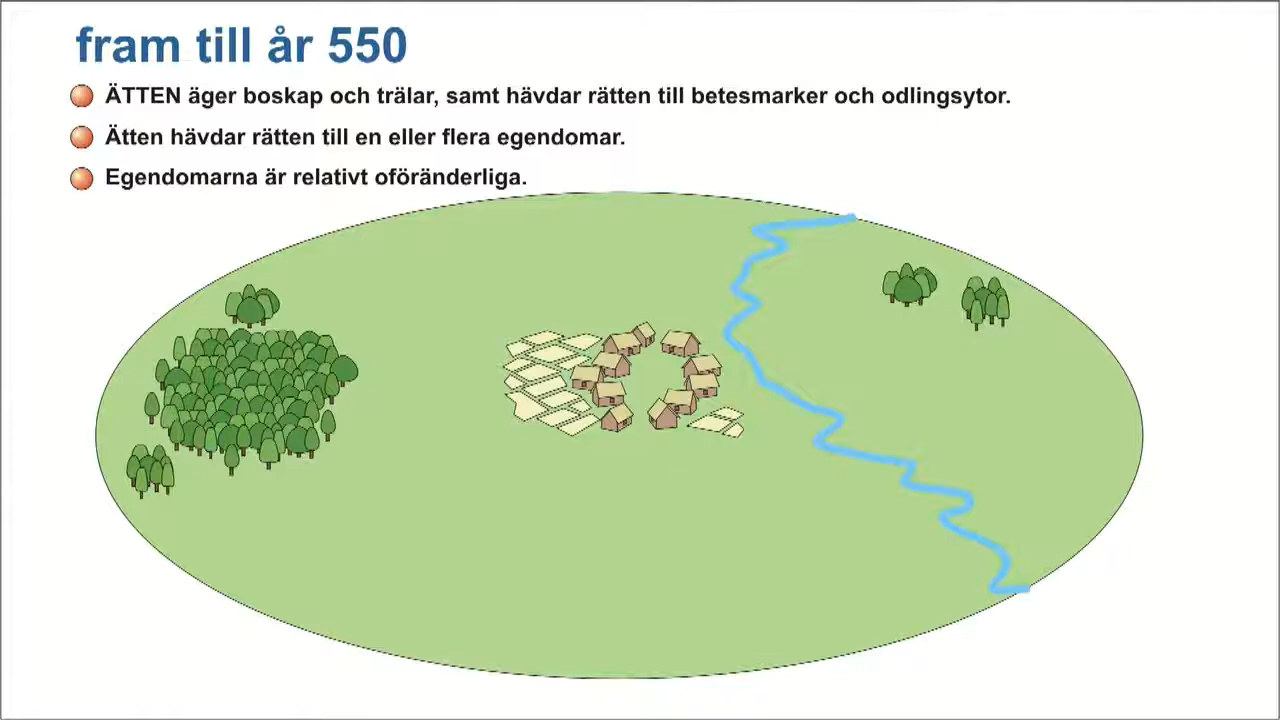 fram till år 550
ÄTTEN äger boskap och trälar, samt hävdar rätten till betesmarker och odlingsytor.
Ätten hävdar rätten till en eller flera egendomar.
Egendomarna är relativt oföränderliga.